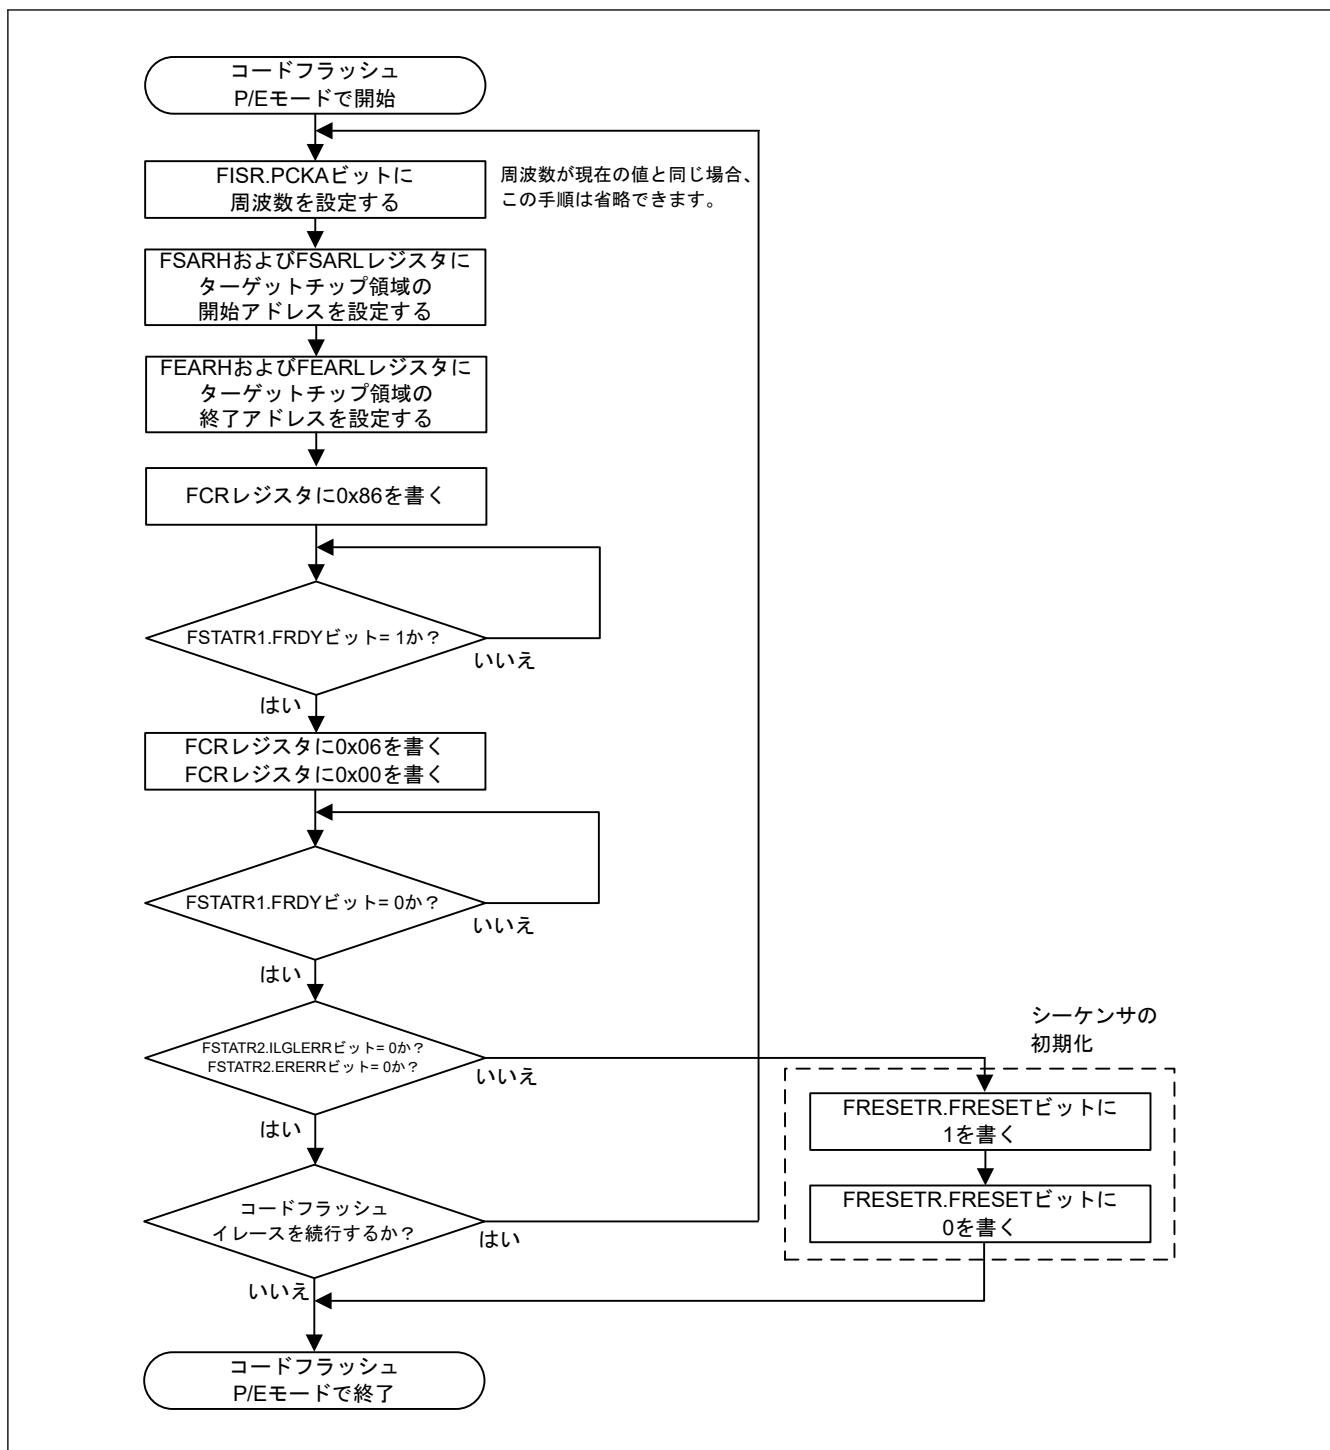 コードフラッシュ
P/Eモードで開始
FISR.PCKAビットに
周波数を設定する
周波数が現在の値と同じ場合、
この手順は省略できます。
FSARHおよびFSARLレジスタに
ターゲットチップ領域の
開始アドレスを設定する
FEARHおよびFEARLレジスタに
ターゲットチップ領域の
終了アドレスを設定する
FCRレジスタに0x86を書く
FSTATR1.FRDYビット= 1か？
いいえ
はい
FCRレジスタに0x06を書く
FCRレジスタに0x00を書く
FSTATR1.FRDYビット= 0か？
いいえ
はい
FSTATR2.ILGLERRビット= 0か？
FSTATR2.ERERRビット= 0か？
いいえ
はい
シーケンサの
初期化
FRESETR.FRESETビットに
1を書く
FRESETR.FRESETビットに
0を書く
コードフラッシュ
イレースを続行するか？
はい
いいえ
コードフラッシュ
P/Eモードで終了